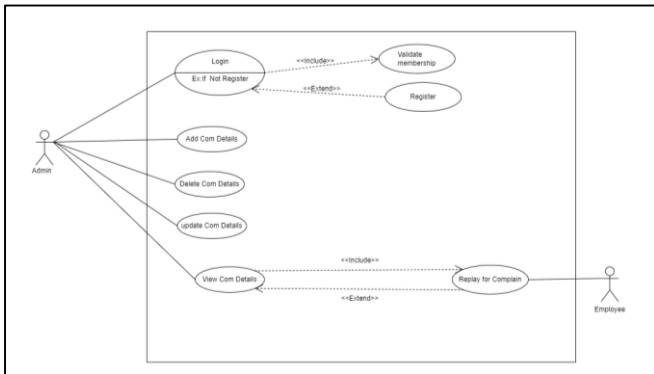 Login
Ex:If Not Register
<<Include>>
Validate
membership
<<Extend>>
Register
Add Com Details
Admin
Delete Com Details
update Com Details
<<Include>>
View Com Details
Replay for Complain
<<Extend>>
Employee